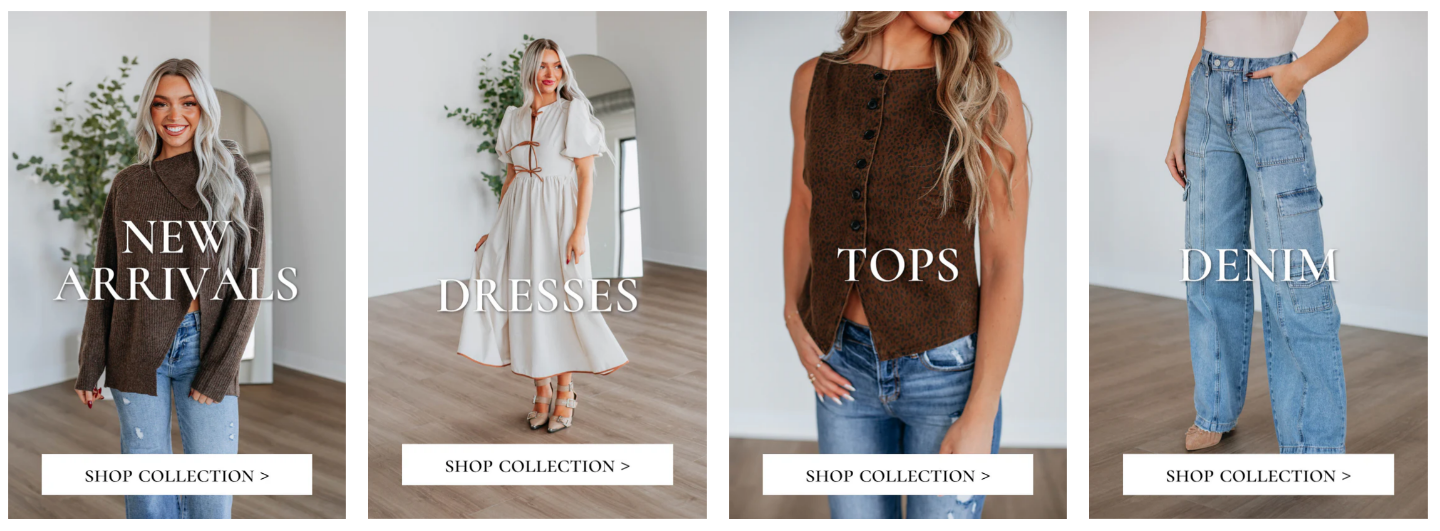 NEW
ARRIVALS
SHOP COLLECTION >
DRESSES
SHOP COLLECTION >
TOPS
SHOP COLLECTION >
DENIM
SHOP COLLECTION >